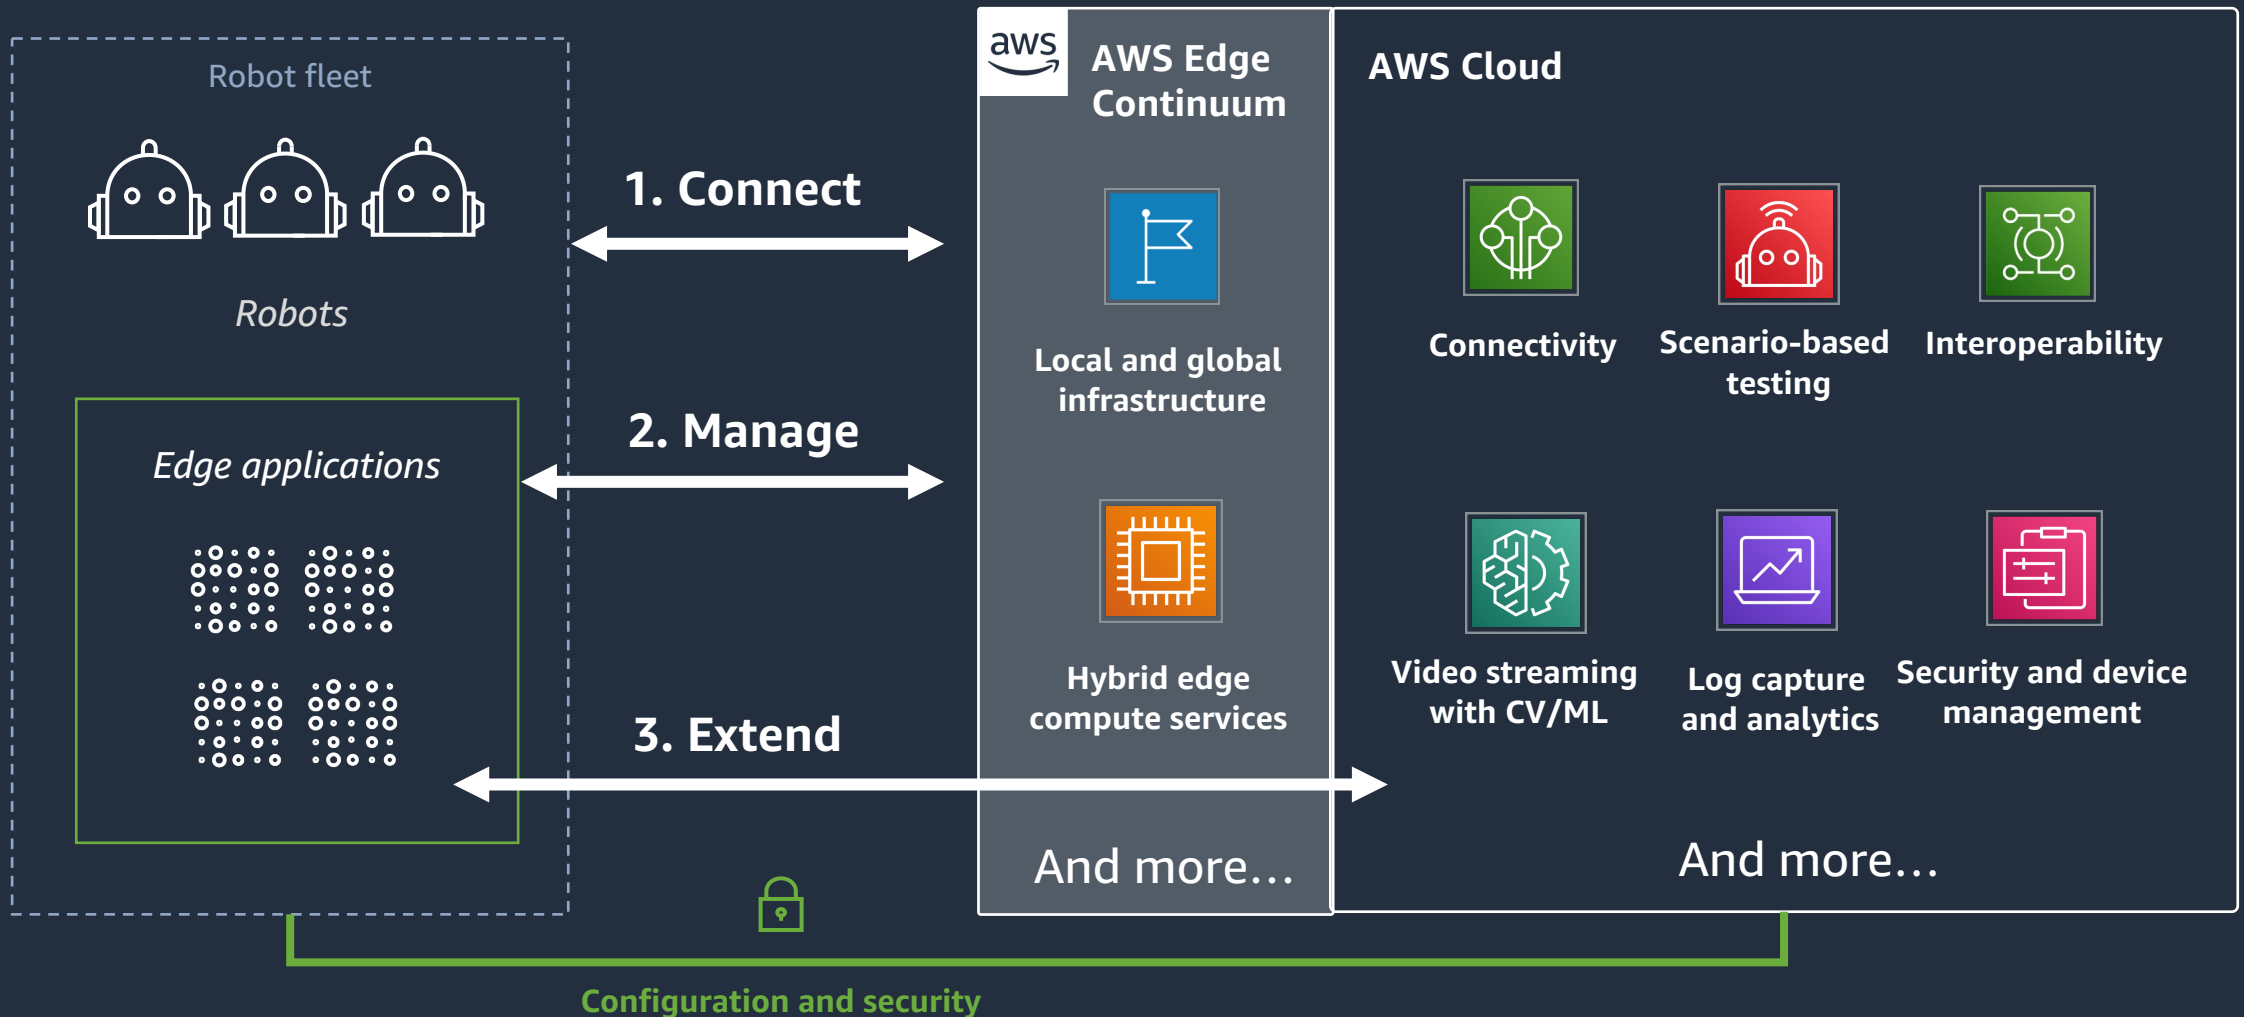 Robot fleet
Robots
Edge applications
1. Connect
2. Manage
3. Extend
aws
AWS Edge
Continuum
Local and global
infrastructure
Hybrid edge
compute services
And more...
AWS Cloud
Connectivity
Scenario-based
testing
Interoperability
Video streaming
with CV/ML
Log capture
and analytics
Security and device
management
And more...
Configuration and security